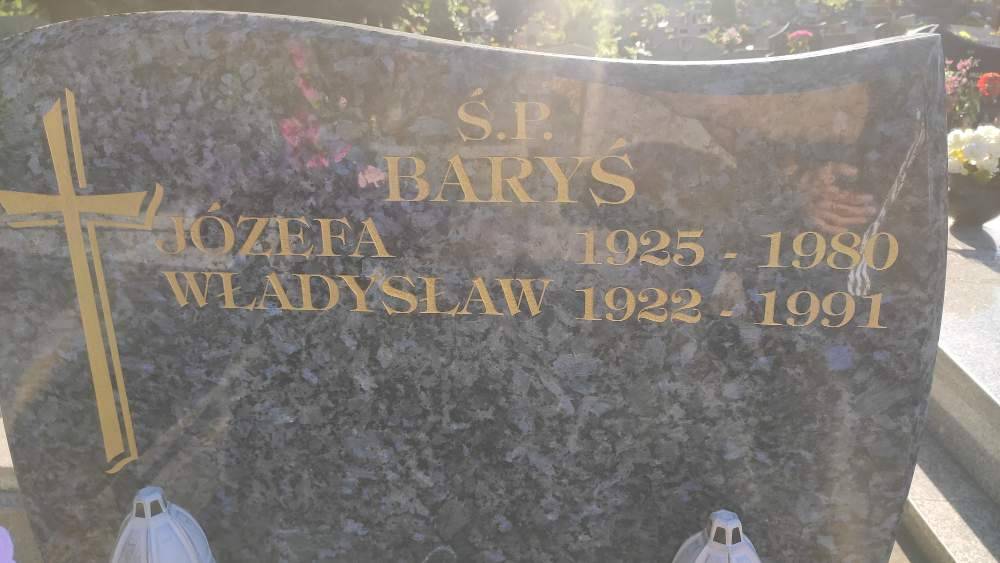 Ś.P.
BARYŚ
JÓZEFA 1925 - 1980
WŁADYSŁAW 1922 - 1991